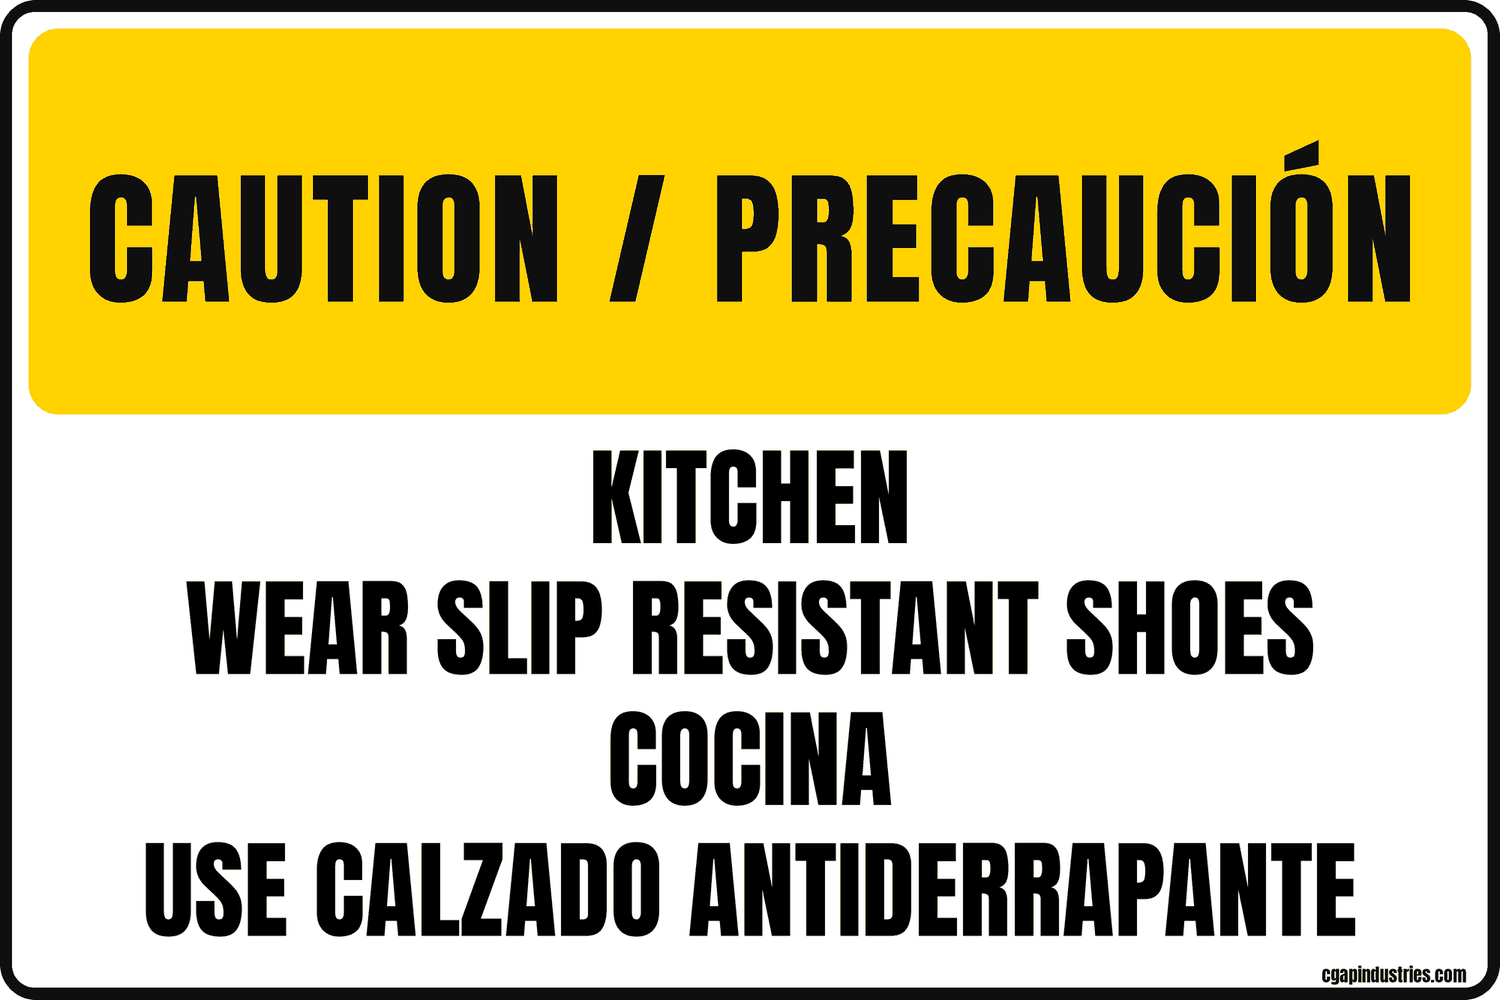 CAUTION / PRECAUCIÓN
KITCHEN
WEAR SLIP RESISTANT SHOES
COCINA
USE CALZADO ANTIDERRAPANTE
cgapindustries.com